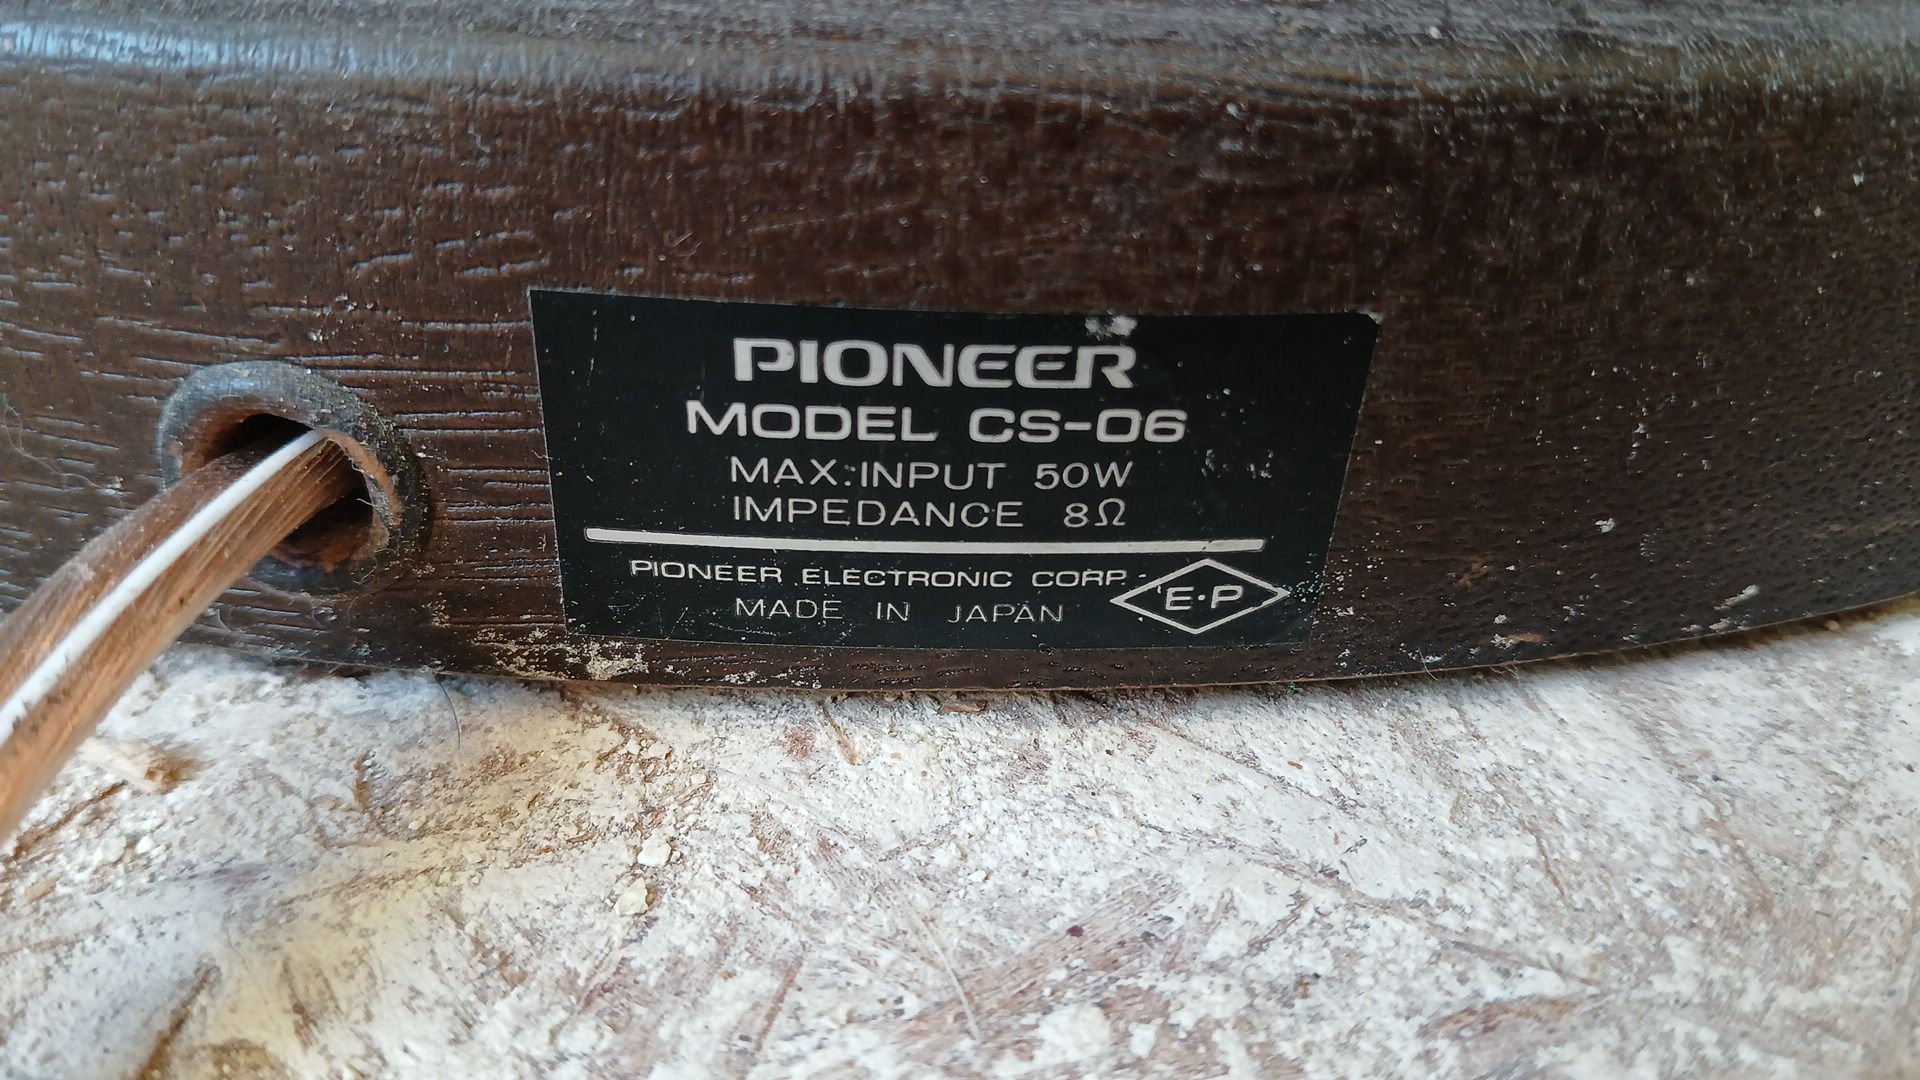 PIONEER
MODEL CS-06
MAX. INPUT 50W
IMPEDANCE 8Ω
PIONEER ELECTRONIC CORP.
MADE IN JAPAN
E·P